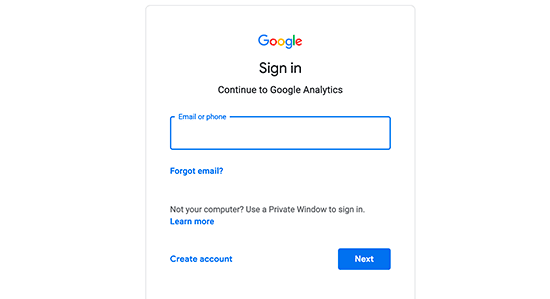 Google
Sign in
Continue to Google Analytics
Email or phone
Forgot email?
Not your computer? Use a Private Window to sign in.
Learn more
Create account
Next